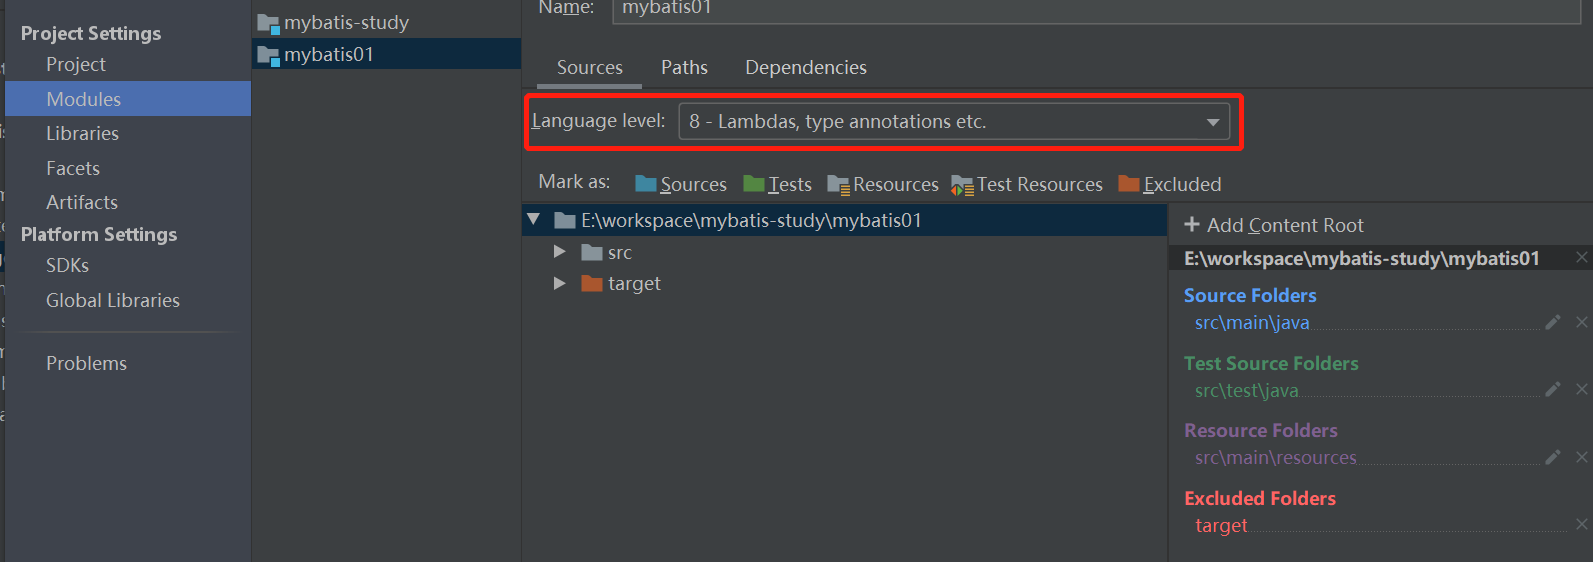 Project Settings
Project
Modules
Libraries
Facets
Artifacts
Platform Settings
SDKs
Global Libraries
Problems
mybatis-study
mybatis01
Name: mybatis01
Sources Paths Dependencies
Language level: 8 - Lambdas, type annotations etc.
Mark as: Sources Tests Resources Test Resources Excluded
E:\workspace\mybatis-study\mybatis01
src
target
+ Add Content Root
E:\workspace\mybatis-study\mybatis01
Source Folders
src\main\java
Test Source Folders
src\test\java
Resource Folders
src\main\resources
Excluded Folders
target